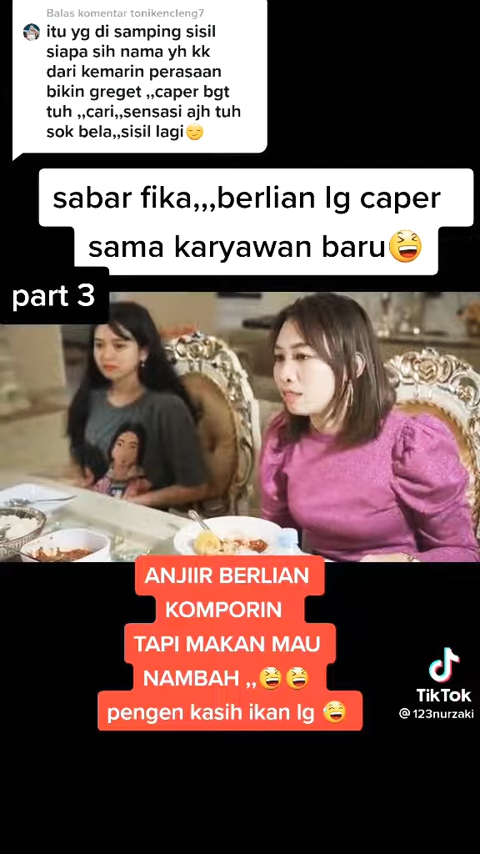 Balas komentar tonikencleng7
itu yg di samping sisil
siapa sih nama yh kk
dari kemarin perasaan
bikin greget ,,caper bgt
tuh ,,cari,,sensasi ajh tuh
sok bela,,sisil lagi😏
sabar fika,,,berlian lg caper
sama karyawan baru😆
part 3
ANJIIR BERLIAN
KOMPORIN
TAPI MAKAN MAU
NAMBAH ,,😆😆
pengen kasih ikan lg 😅
TikTok
@123nurzaki